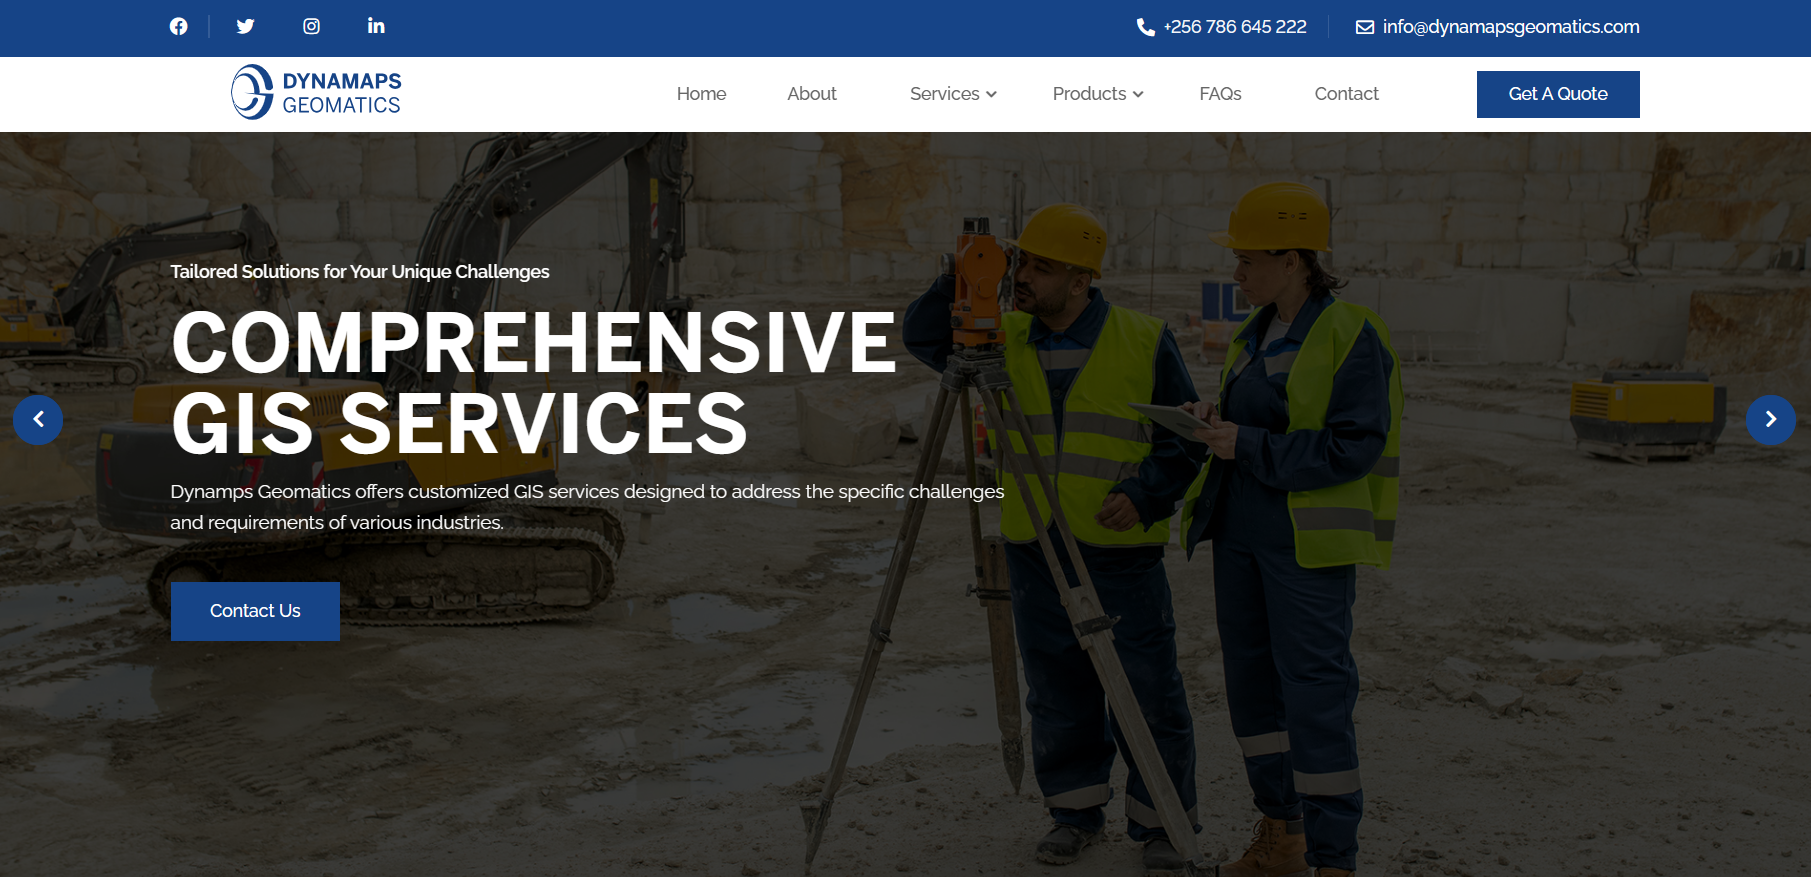 +256 786 645 222
info@dynamapsgeomatics.com
DYNAMAPS
GEOMATICS
Home
About
Services
Products
FAQs
Contact
Get A Quote
Tailored Solutions for Your Unique Challenges
COMPREHENSIVE
GIS SERVICES
Dynamps Geomatics offers customized GIS services designed to address the specific challenges
and requirements of various industries.
Contact Us